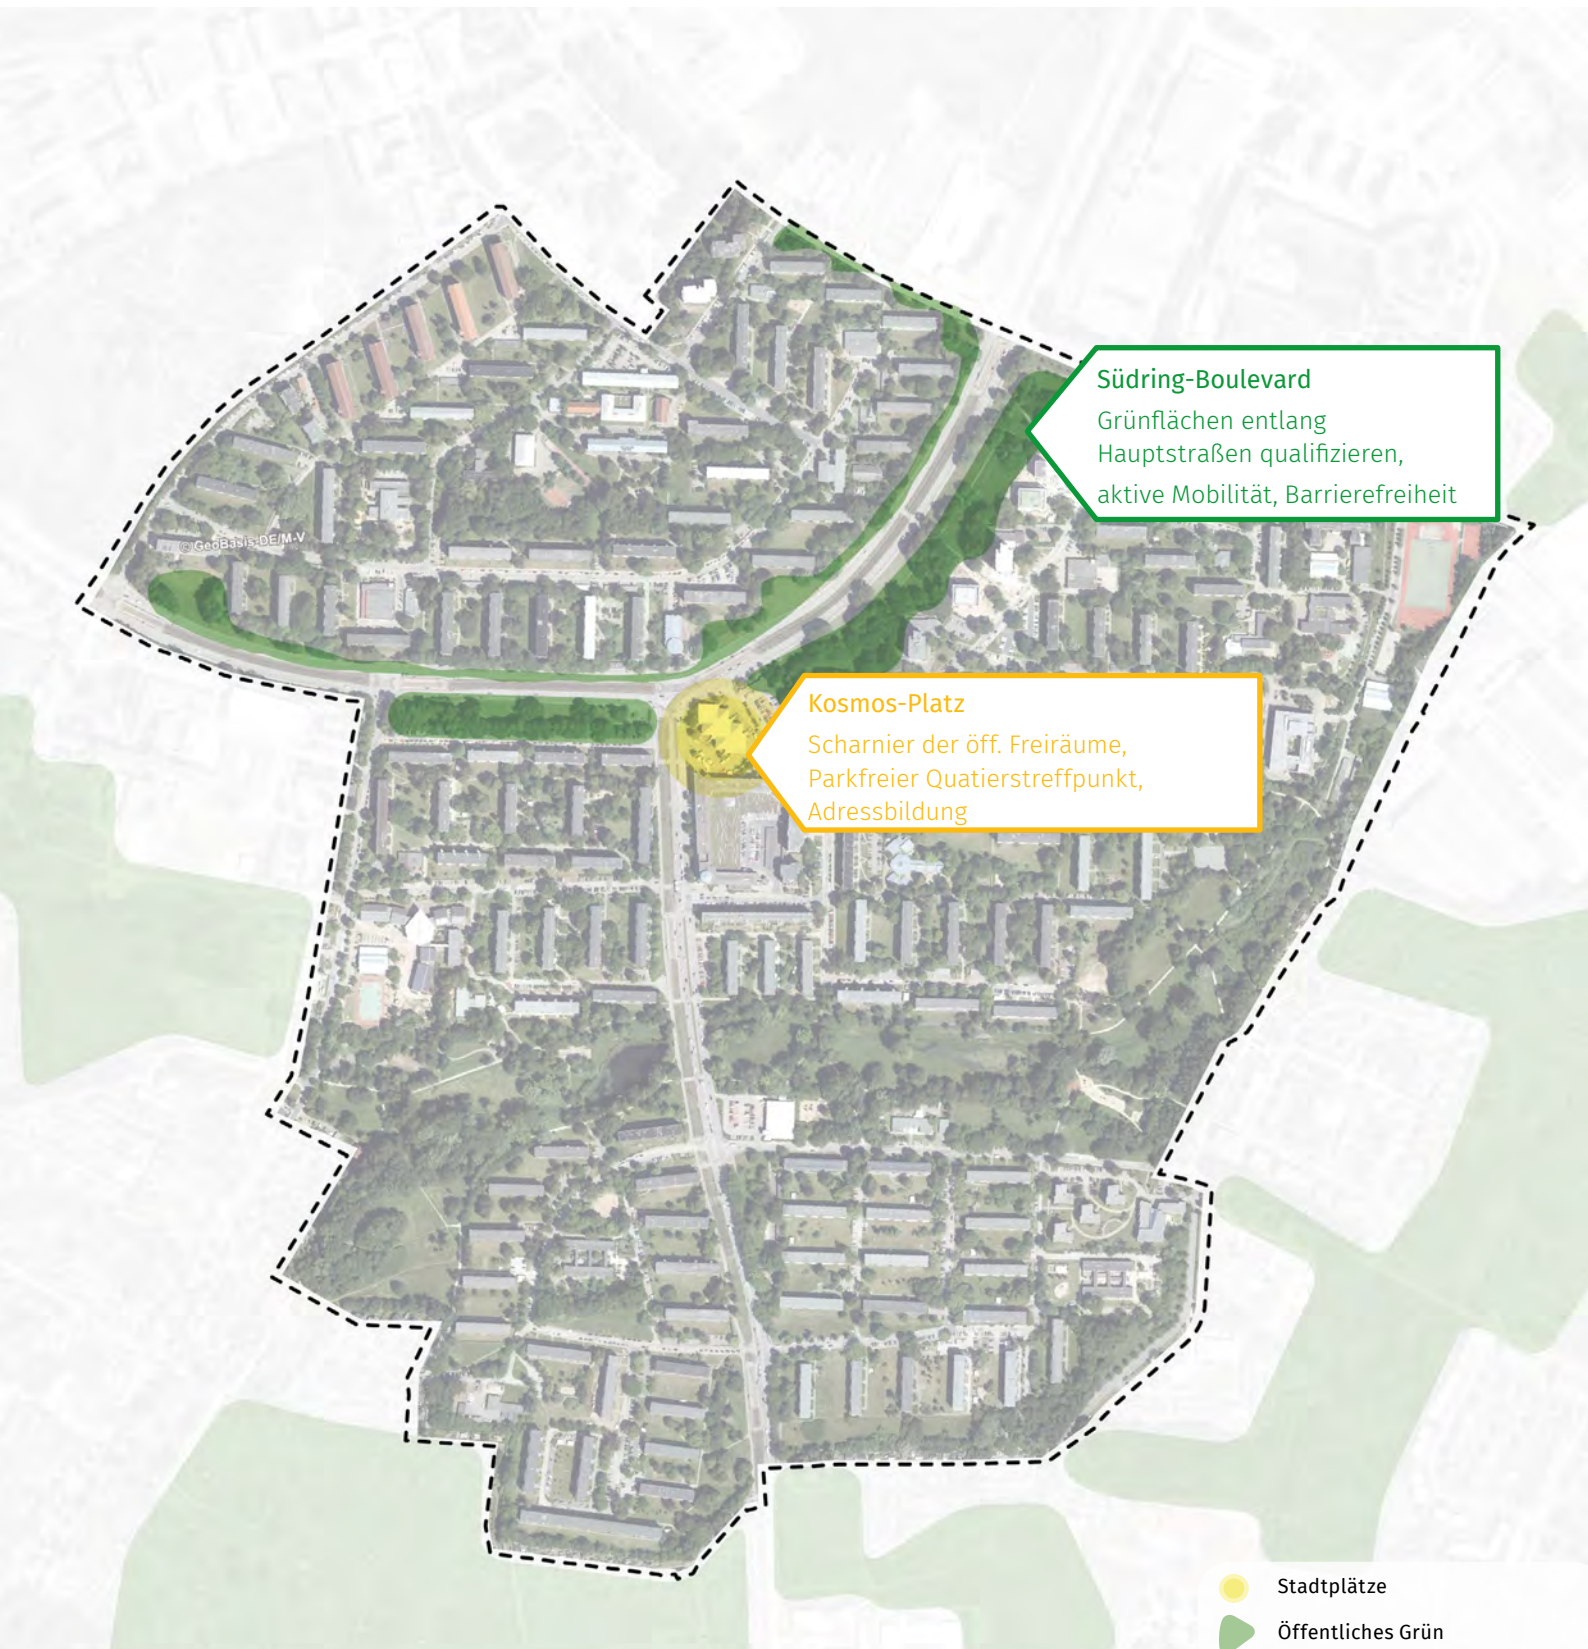 Südring-Boulevard
Grünflächen entlang
Hauptstraßen qualifizieren,
aktive Mobilität, Barrierefreiheit
© GeoBasis-DE/M-V
Kosmos-Platz
Scharnier der öff. Freiräume,
Parkfreier Quatierstreffpunkt,
Adressbildung
Stadtplätze
Öffentliches Grün